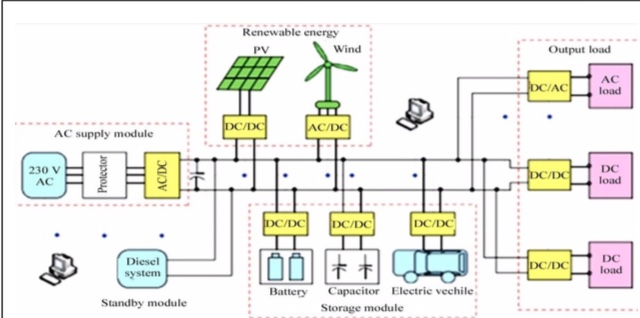 Renewable energy
PV
Wind
Output load
DC/DC
AC/DC
DC/AC
AC
load
AC supply module
230 V
AC
Protector
AC/DC
DC/DC
DC
load
DC/DC
DC/DC
DC/DC
Diesel
system
Battery
Capacitor
Electric vechile
DC/DC
DC
load
Standby module
Storage module